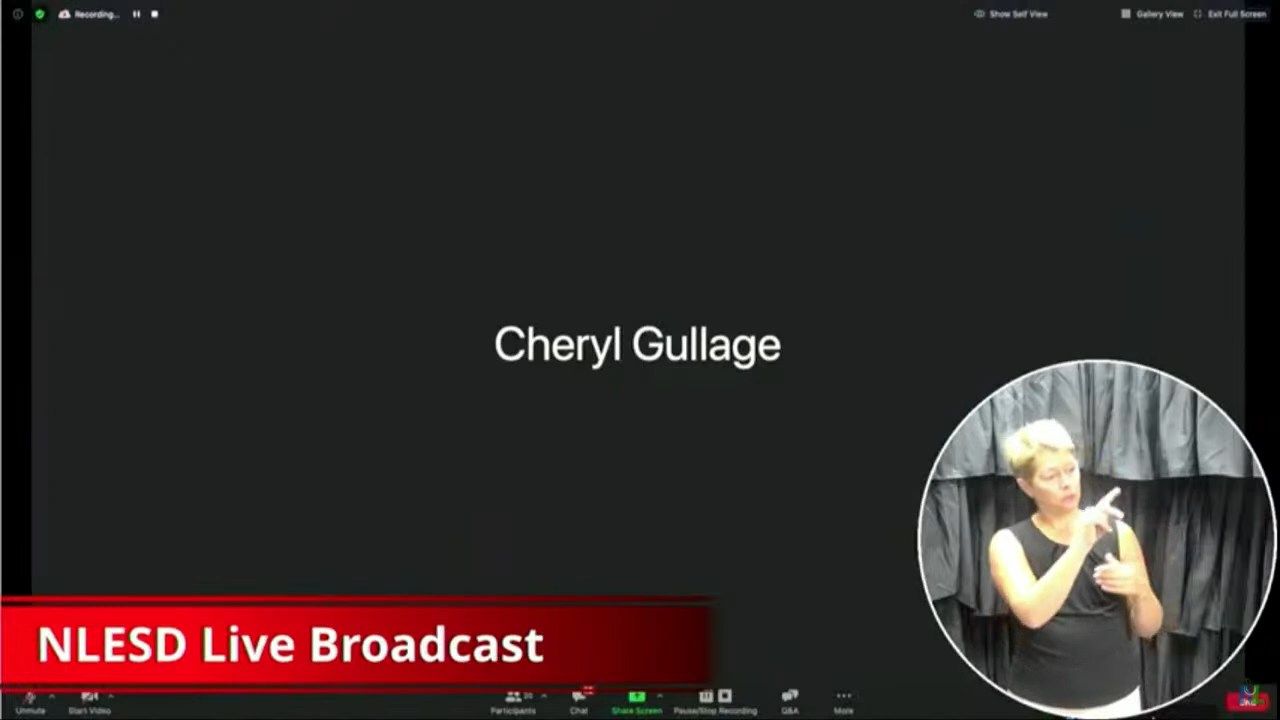 Recording...
Show Self View
Gallery View
Exit Full Screen
Cheryl Gullage
NLESD Live Broadcast
Unmute
Start Video
Participants
20
Chat
Share Screen
Pause/Stop Recording
Q&A
More